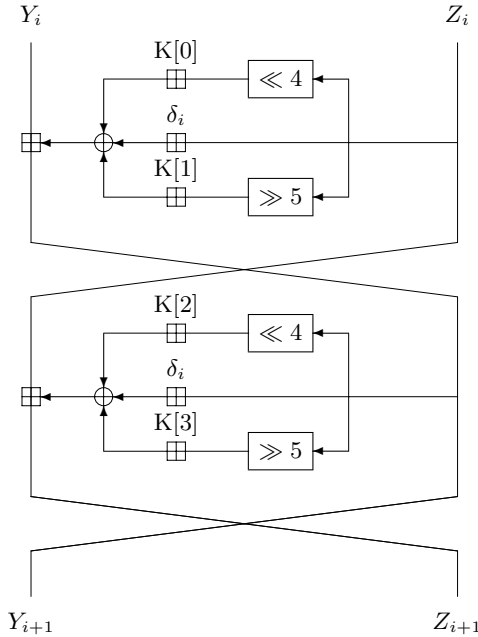 Y_i Z_i
K[0]
≪ 4
δ_i
K[1]
≫ 5
K[2]
≪ 4
δ_i
K[3]
≫ 5
Y_{i+1} Z_{i+1}